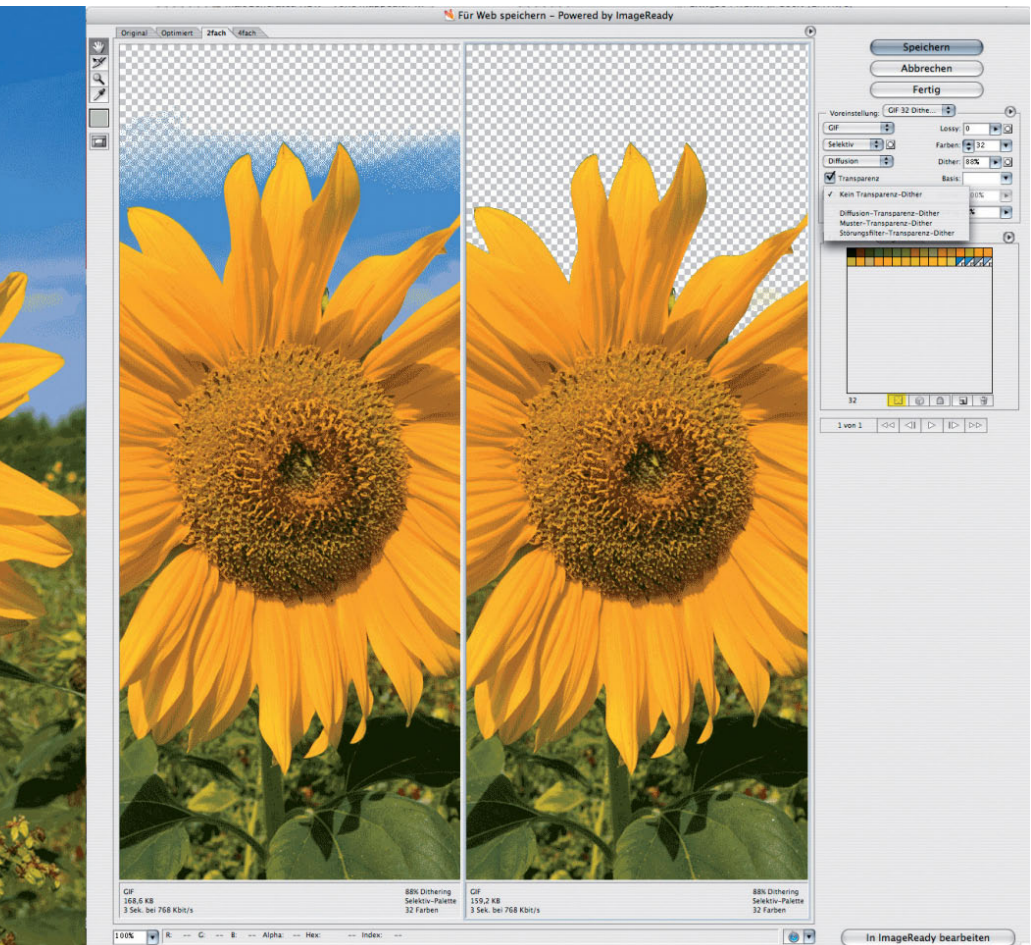 Für Web speichern – Powered by ImageReady
Original Optimiert 2fach 4fach
Speichern
Abbrechen
Fertig
Voreinstellung: GIF 32 Dithe...
GIF Lossy: 0
Selektiv Farben: 32
Diffusion Dither: 88%
Transparenz Basis:
✓ Kein Transparenz-Dither
Diffusion-Transparenz-Dither
Muster-Transparenz-Dither
Störungsfilter-Transparenz-Dither
32
1 von 1
GIF 88% Dithering
168,6 KB Selektiv-Palette
3 Sek. bei 768 Kbit/s 32 Farben
GIF 88% Dithering
159,2 KB Selektiv-Palette
3 Sek. bei 768 Kbit/s 32 Farben
100% R: -- G: -- B: -- Alpha: -- Hex: -- Index: --
In ImageReady bearbeiten